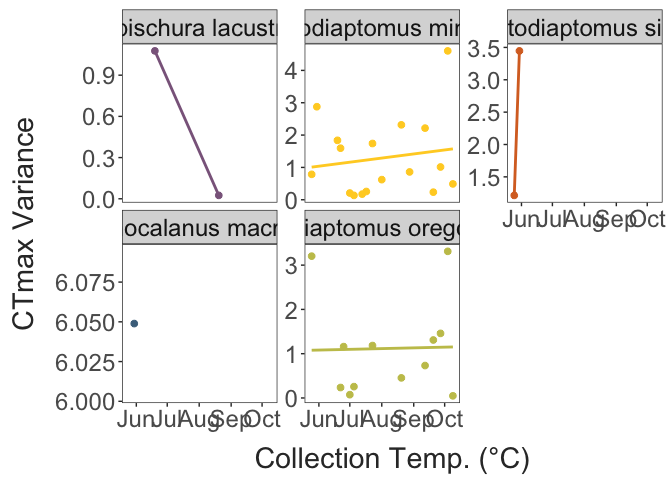 pischura lacustr
odiaptomus min
todiaptomus si
CTmax Variance
0.9
0.6
0.3
0.0
4
3
2
1
0
3.5
3.0
2.5
2.0
1.5
Jun Jul Aug Sep Oct
ocalanus macr
iaptomus orego
6.075
6.050
6.025
6.000
3
2
1
0
Jun Jul Aug Sep Oct
Jun Jul Aug Sep Oct
Collection Temp. (°C)